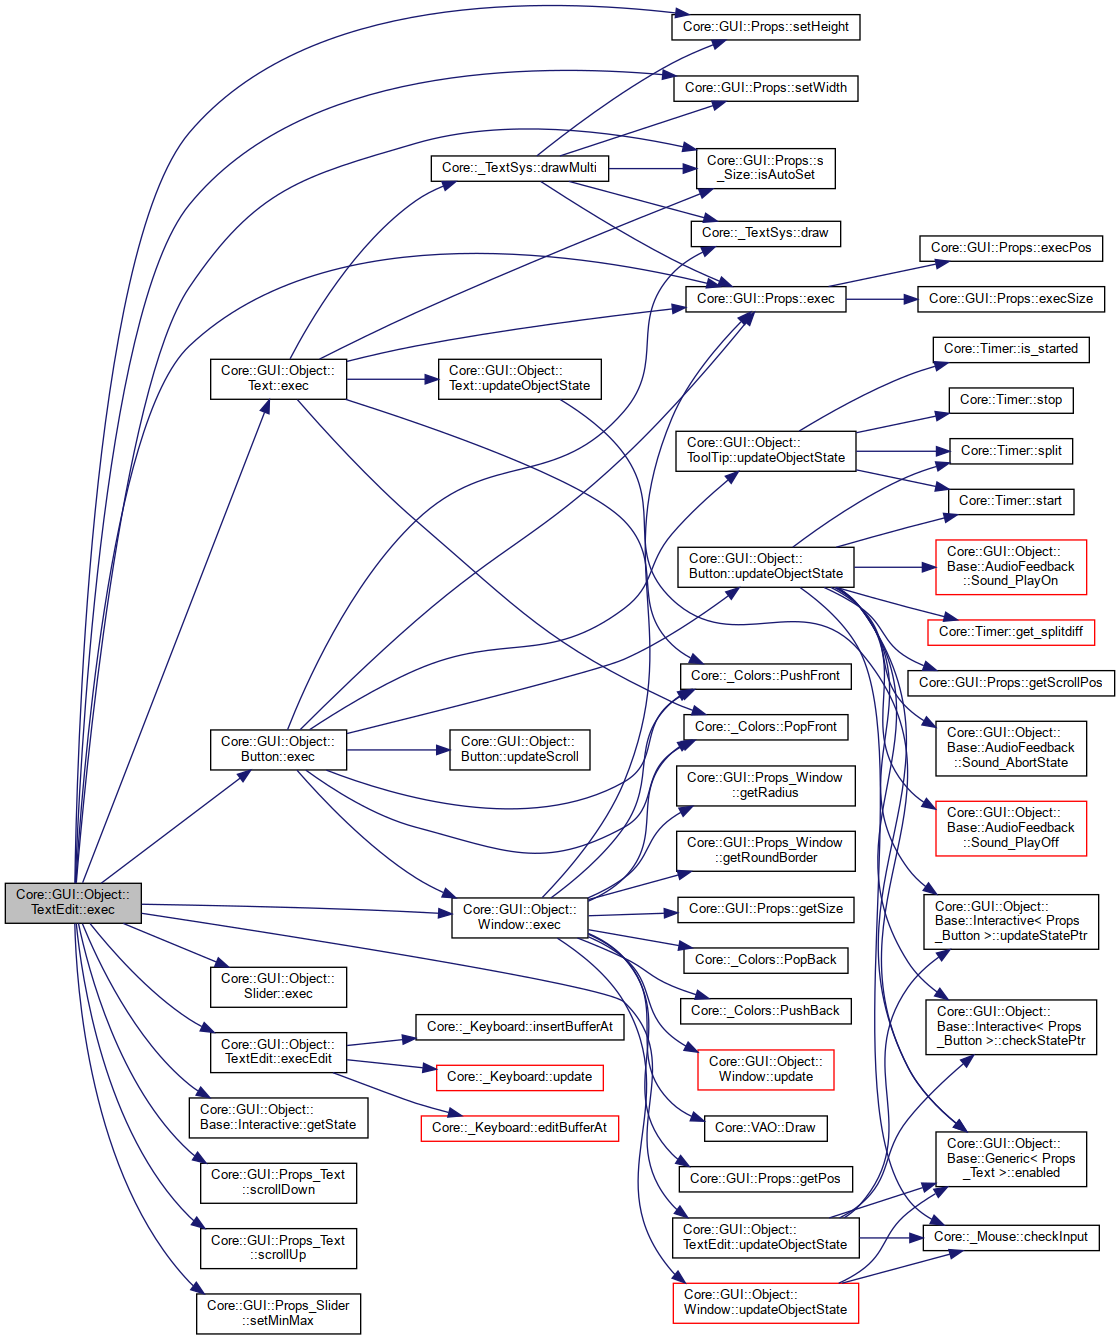 Core::GUI::Object::
TextEdit::exec
Core::GUI::Object::
Text::exec
Core::GUI::Object::
Button::exec
Core::GUI::Object::
Slider::exec
Core::GUI::Object::
TextEdit::execEdit
Core::GUI::Object::
Base::Interactive::getState
Core::GUI::Props_Text
::scrollDown
Core::GUI::Props_Text
::scrollUp
Core::GUI::Props_Slider
::setMinMax
Core::_TextSys::drawMulti
Core::GUI::Object::
Text::updateObjectState
Core::GUI::Object::
Button::updateScroll
Core::GUI::Object::
Window::exec
Core::_Keyboard::insertBufferAt
Core::_Keyboard::update
Core::_Keyboard::editBufferAt
Core::GUI::Props::setHeight
Core::GUI::Props::setWidth
Core::GUI::Props::s
_Size::isAutoSet
Core::_TextSys::draw
Core::GUI::Props::exec
Core::GUI::Object::
ToolTip::updateObjectState
Core::GUI::Object::
Button::updateObjectState
Core::_Colors::PushFront
Core::_Colors::PopFront
Core::GUI::Props_Window
::getRadius
Core::GUI::Props_Window
::getRoundBorder
Core::GUI::Props::getSize
Core::_Colors::PopBack
Core::_Colors::PushBack
Core::GUI::Object::
Window::update
Core::VAO::Draw
Core::GUI::Props::getPos
Core::GUI::Object::
TextEdit::updateObjectState
Core::GUI::Object::
Window::updateObjectState
Core::GUI::Props::execPos
Core::GUI::Props::execSize
Core::Timer::is_started
Core::Timer::stop
Core::Timer::split
Core::Timer::start
Core::GUI::Object::
Base::AudioFeedback
::Sound_PlayOn
Core::Timer::get_splitdiff
Core::GUI::Props::getScrollPos
Core::GUI::Object::
Base::AudioFeedback
::Sound_AbortState
Core::GUI::Object::
Base::AudioFeedback
::Sound_PlayOff
Core::GUI::Object::
Base::Interactive< Props
_Button >::updateStatePtr
Core::GUI::Object::
Base::Interactive< Props
_Button >::checkStatePtr
Core::GUI::Object::
Base::Generic< Props
_Text >::enabled
Core::_Mouse::checkInput